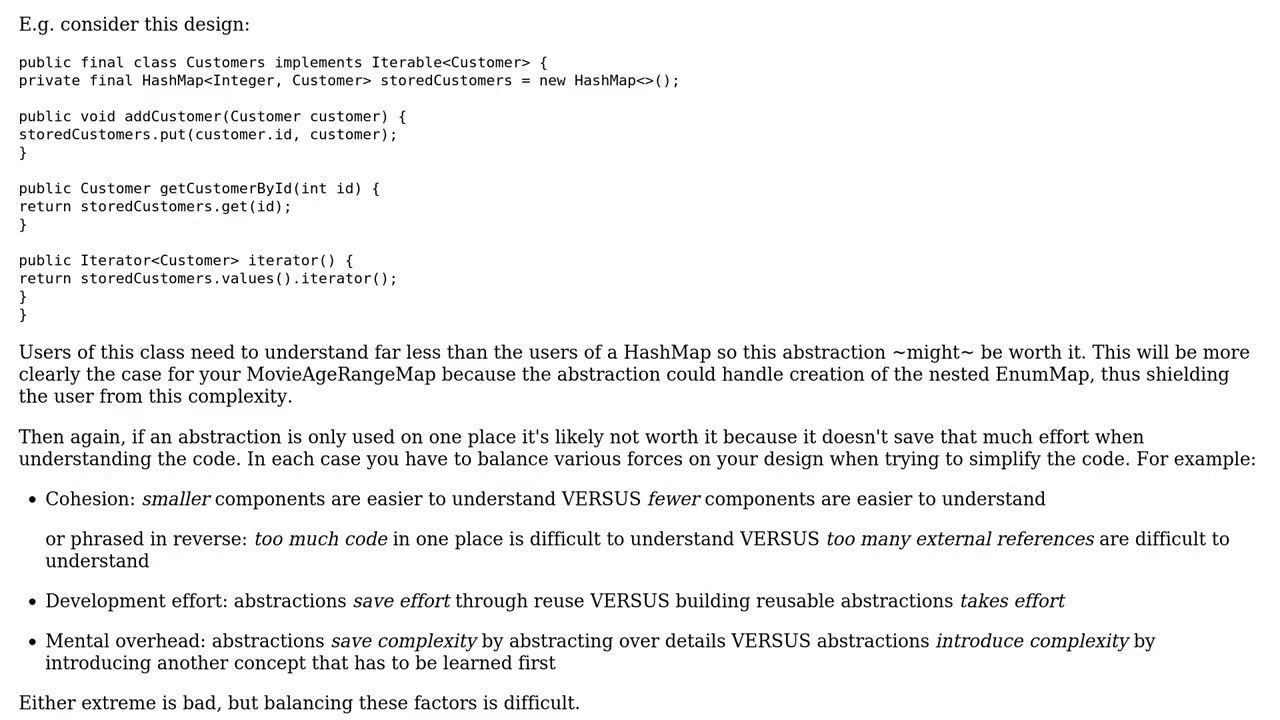 E.g. consider this design:
public final class Customers implements Iterable<Customer> {
private final HashMap<Integer, Customer> storedCustomers = new HashMap<>();
public void addCustomer(Customer customer) {
storedCustomers.put(customer.id, customer);
}
public Customer getCustomerById(int id) {
return storedCustomers.get(id);
}
public Iterator<Customer> iterator() {
return storedCustomers.values().iterator();
}
}
Users of this class need to understand far less than the users of a HashMap so this abstraction ~might~ be worth it. This will be more
clearly the case for your MovieAgeRangeMap because the abstraction could handle creation of the nested EnumMap, thus shielding
the user from this complexity.
Then again, if an abstraction is only used on one place it's likely not worth it because it doesn't save that much effort when
understanding the code. In each case you have to balance various forces on your design when trying to simplify the code. For example:
• Cohesion: smaller components are easier to understand VERSUS fewer components are easier to understand
or phrased in reverse: too much code in one place is difficult to understand VERSUS too many external references are difficult to
understand
• Development effort: abstractions save effort through reuse VERSUS building reusable abstractions takes effort
• Mental overhead: abstractions save complexity by abstracting over details VERSUS abstractions introduce complexity by
introducing another concept that has to be learned first
Either extreme is bad, but balancing these factors is difficult.